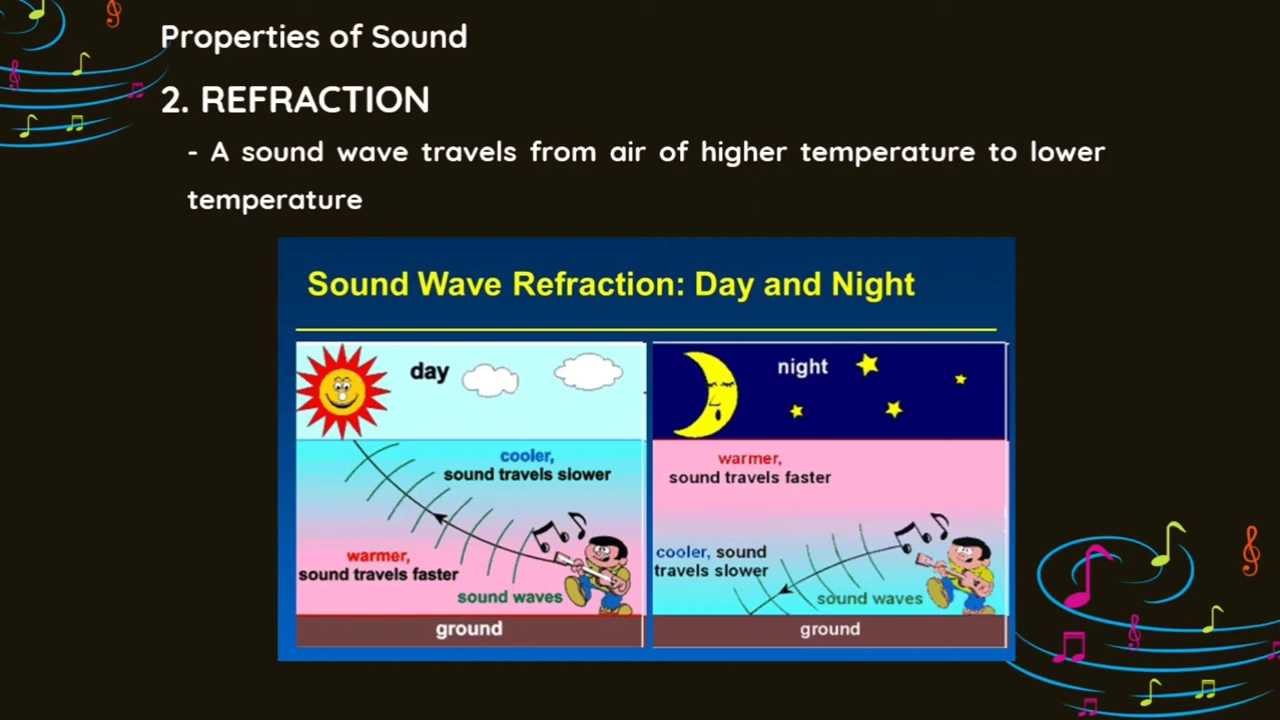 Properties of Sound
2. REFRACTION
- A sound wave travels from air of higher temperature to lower
temperature
Sound Wave Refraction: Day and Night
day
cooler,
sound travels slower
warmer,
sound travels faster
sound waves
ground
night
warmer,
sound travels faster
cooler, sound
travels slower
sound waves
ground